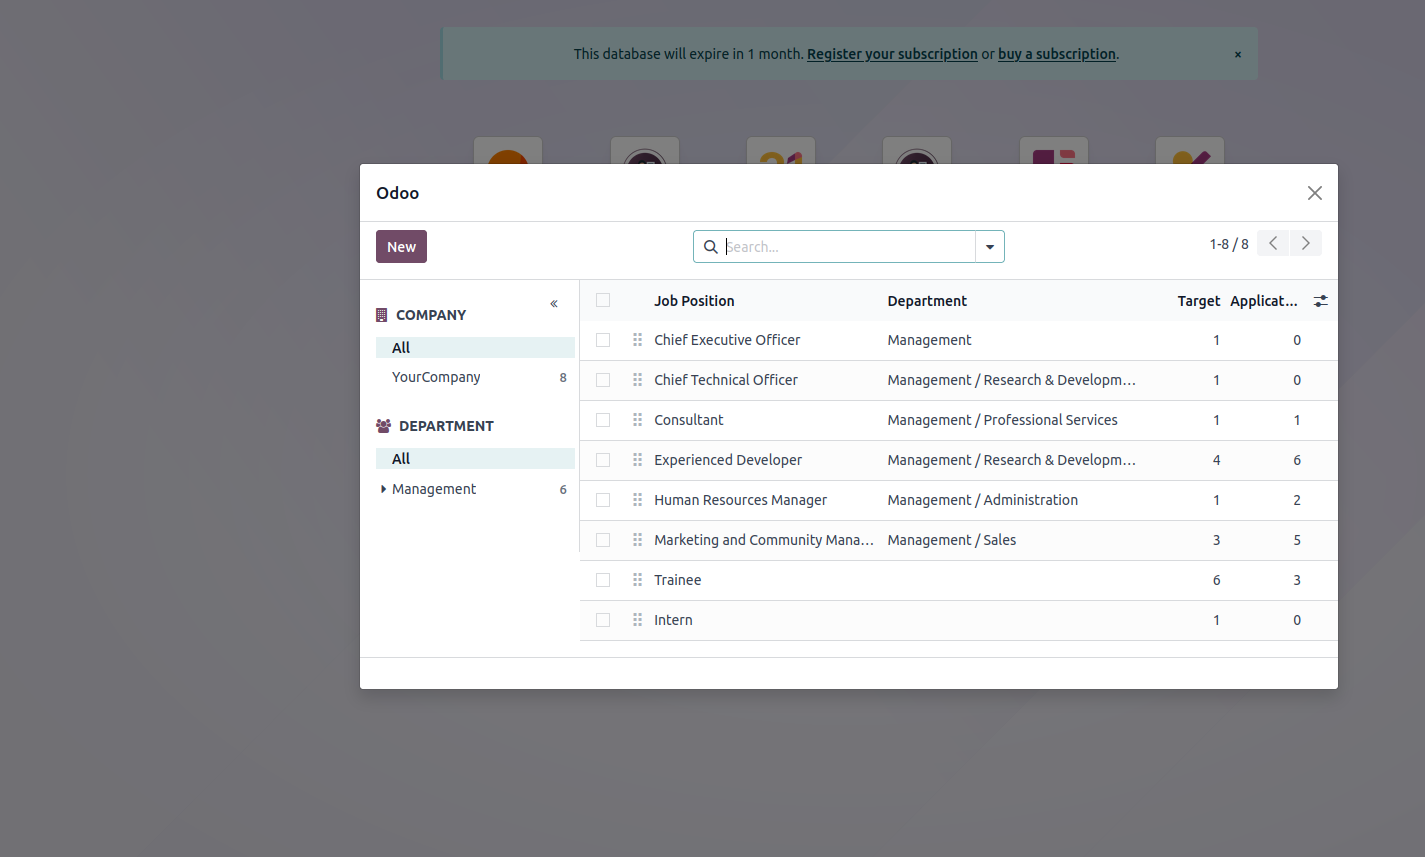 This database will expire in 1 month. Register your subscription or buy a subscription. ×
Odoo
New
Search...
1-8 / 8
COMPANY
All
YourCompany 8
DEPARTMENT
All
Management 6
Job Position Department Target Applicat...
Chief Executive Officer Management 1 0
Chief Technical Officer Management / Research & Developm... 1 0
Consultant Management / Professional Services 1 1
Experienced Developer Management / Research & Developm... 4 6
Human Resources Manager Management / Administration 1 2
Marketing and Community Mana... Management / Sales 3 5
Trainee 6 3
Intern 1 0